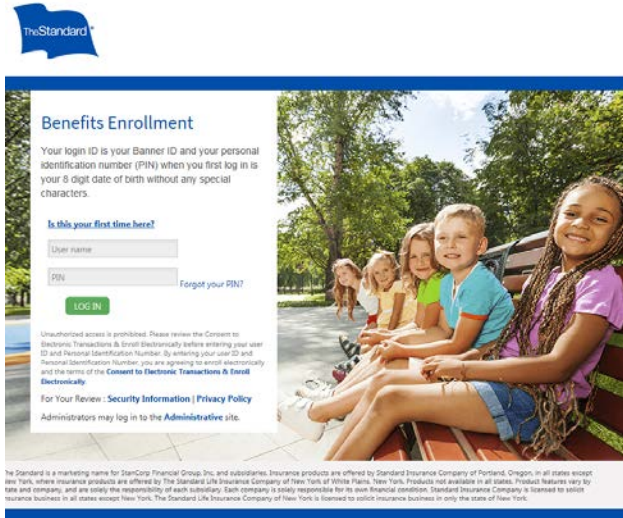 TheStandard
Benefits Enrollment
Your login ID is your Banner ID and your personal
identification number (PIN) when you first log in is
your 8 digit date of birth without any special
characters.
Is this your first time here?
User name
PIN
Forgot your PIN?
LOG IN
Unauthorized access is prohibited. Please review the Consent to
Electronic Transactions & Enroll Electronically before entering your user
ID and Personal Identification Number. By entering your user ID and
Personal Identification Number, you are agreeing to enroll electronically
and the terms of the Consent to Electronic Transactions & Enroll
Electronically.
For Your Review : Security Information | Privacy Policy
Administrators may log in to the Administrative site.
The Standard is a marketing name for StanCorp Financial Group, Inc. and subsidiaries. Insurance products are offered by Standard Insurance Company of Portland, Oregon, in all states except
New York, where insurance products are offered by The Standard Life Insurance Company of New York of White Plains, New York. Products not available in all states. Product features vary by
state and company, and are solely the responsibility of each subsidiary. Each company is solely responsible for its own financial condition. Standard Insurance Company is licensed to solicit
insurance business in all states except New York. The Standard Life Insurance Company of New York is licensed to solicit insurance business in only the state of New York.